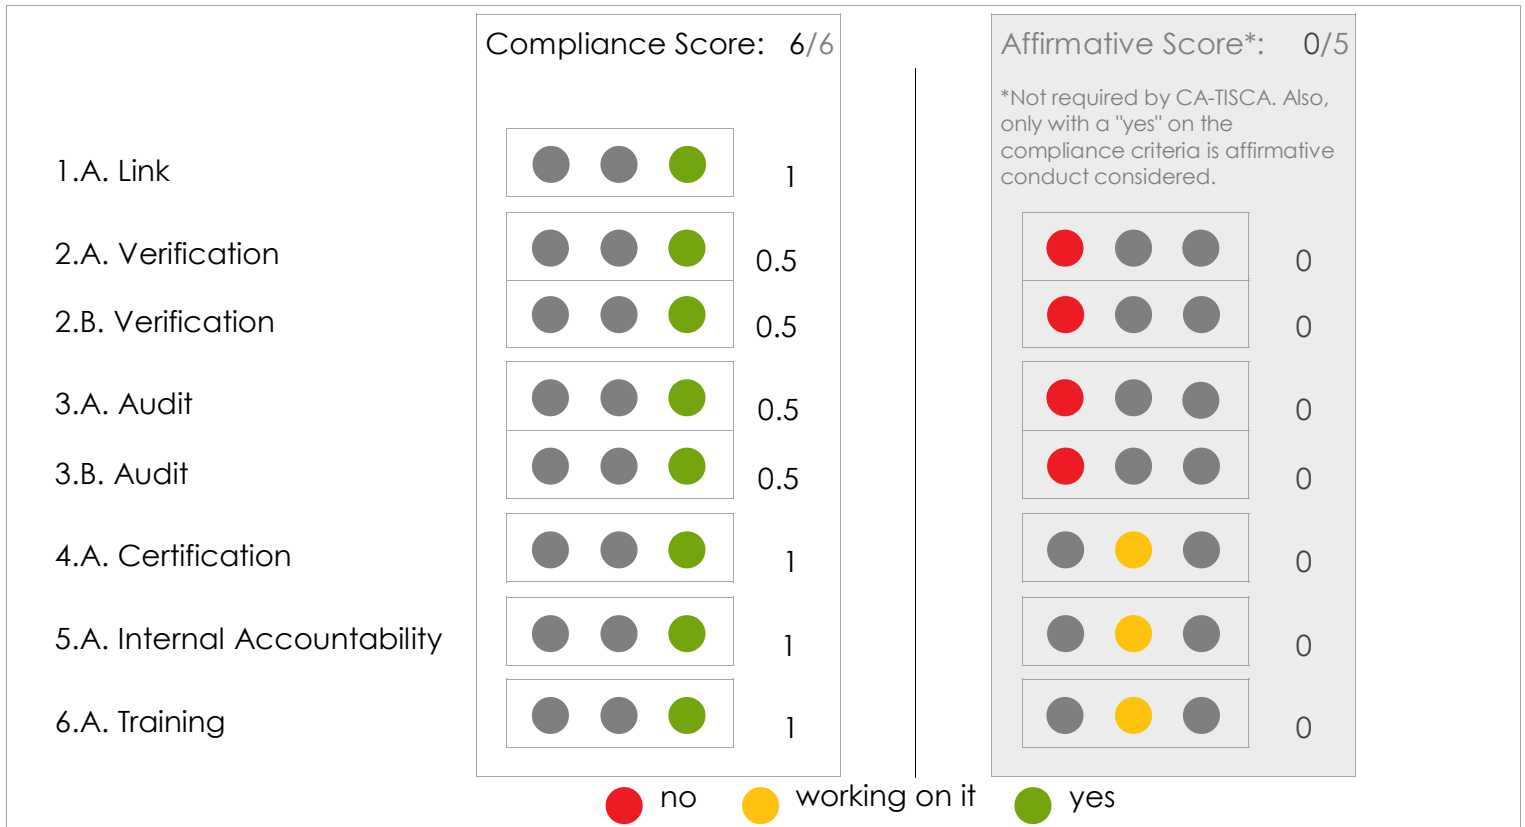 Compliance Score: 6/6
Affirmative Score*: 0/5
*Not required by CA-TISCA. Also,
only with a "yes" on the
compliance criteria is affirmative
conduct considered.
1.A. Link 1
2.A. Verification 0.5 0
2.B. Verification 0.5 0
3.A. Audit 0.5 0
3.B. Audit 0.5 0
4.A. Certification 1 0
5.A. Internal Accountability 1 0
6.A. Training 1 0
no working on it yes